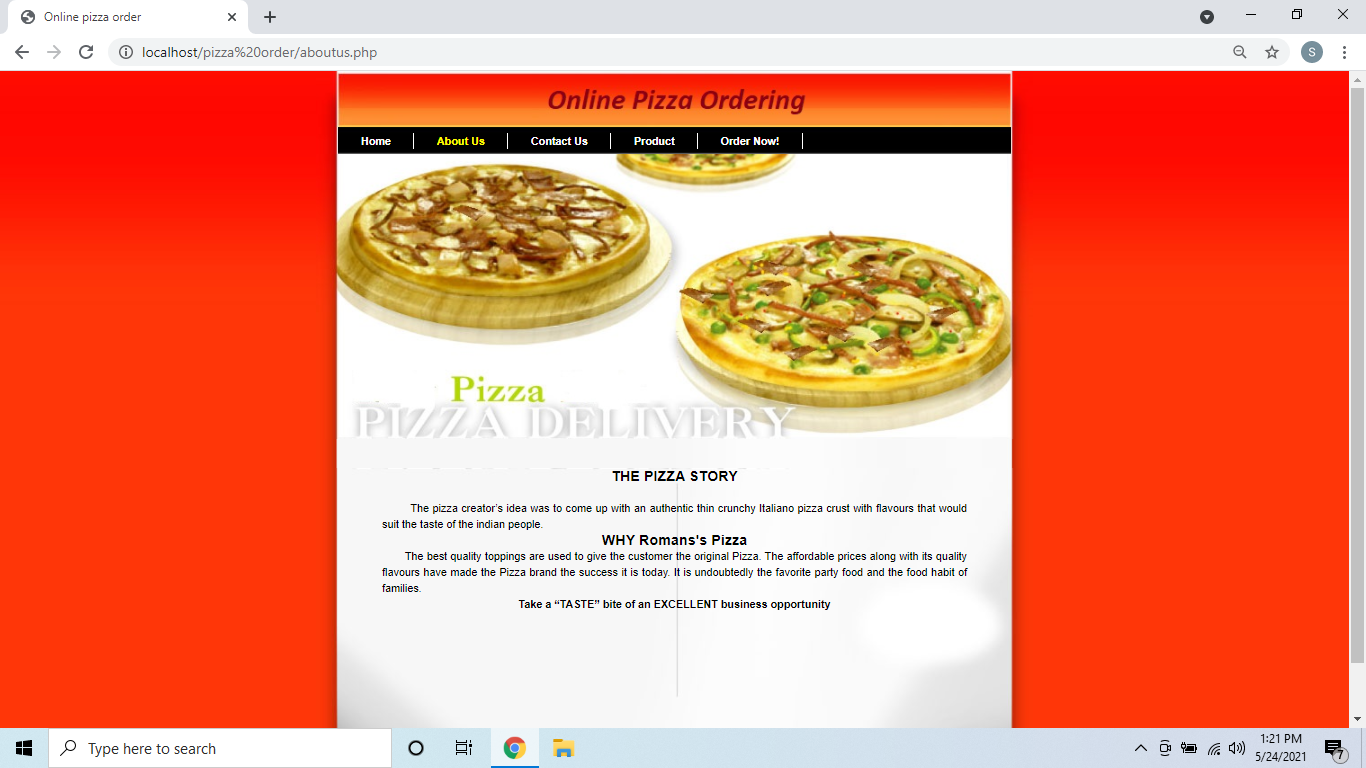 Online pizza order
localhost/pizza%20order/aboutus.php
S
Online Pizza Ordering
Home About Us Contact Us Product Order Now!
Pizza
PIZZA DELIVERY
THE PIZZA STORY
The pizza creator's idea was to come up with an authentic thin crunchy Italiano pizza crust with flavours that would
suit the taste of the indian people.
WHY Romans's Pizza
The best quality toppings are used to give the customer the original Pizza. The affordable prices along with its quality
flavours have made the Pizza brand the success it is today. It is undoubtedly the favorite party food and the food habit of
families.
Take a “TASTE” bite of an EXCELLENT business opportunity
Type here to search
1:21 PM
5/24/2021
7